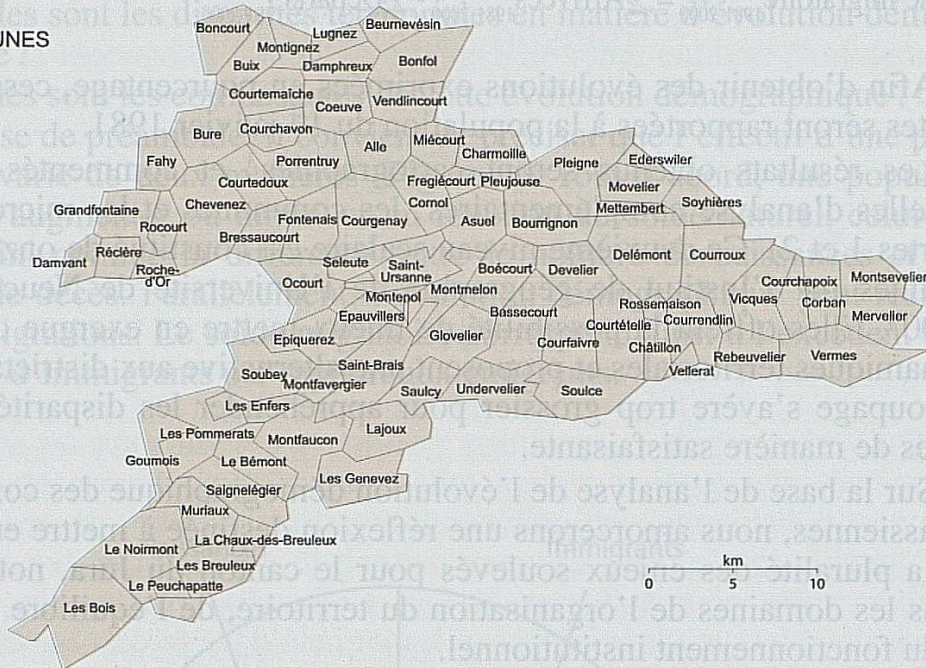 UNES
Boncourt
Lugnez
Beurnevésin
Montignez
Buix
Damphreux
Bonfol
Courtemaîche
Coeuve
Vendlincourt
Bure
Courchavon
Alle
Miécourt
Charmoille
Fahy
Porrentruy
Pleigne
Ederswiler
Courtedoux
Fregiécourt
Pleujouse
Movelier
Grandfontaine
Chevenez
Cornol
Mettembert
Soyhières
Rocourt
Fontenais
Courgenay
Asuel
Bourrignon
Bressaucourt
Damvant
Réclère
Roche-
d'Or
Seleute
Saint-
Ursanne
Boécourt
Develier
Delémont
Courroux
Ocourt
Montenol
Montmelon
Courchapoix
Montsevelier
Epauvillers
Bassecourt
Rossemaison
Vicques
Corban
Mervelier
Courtételle
Courrendlin
Epiquerez
Glovelier
Courfaivre
Châtillon
Rebeuvelier
Vermes
Soubey
Saint-Brais
Vellerat
Montfavergier
Saulcy
Undervelier
Soulce
Les Enfers
Les Pommerats
Montfaucon
Lajoux
Goumois
Le Bémont
Saignelégier
Les Genevez
Muriaux
La Chaux-des-Breuleux
Le Noirmont
Les Breuleux
Le Peuchapatte
Les Bois
km
0 5 10